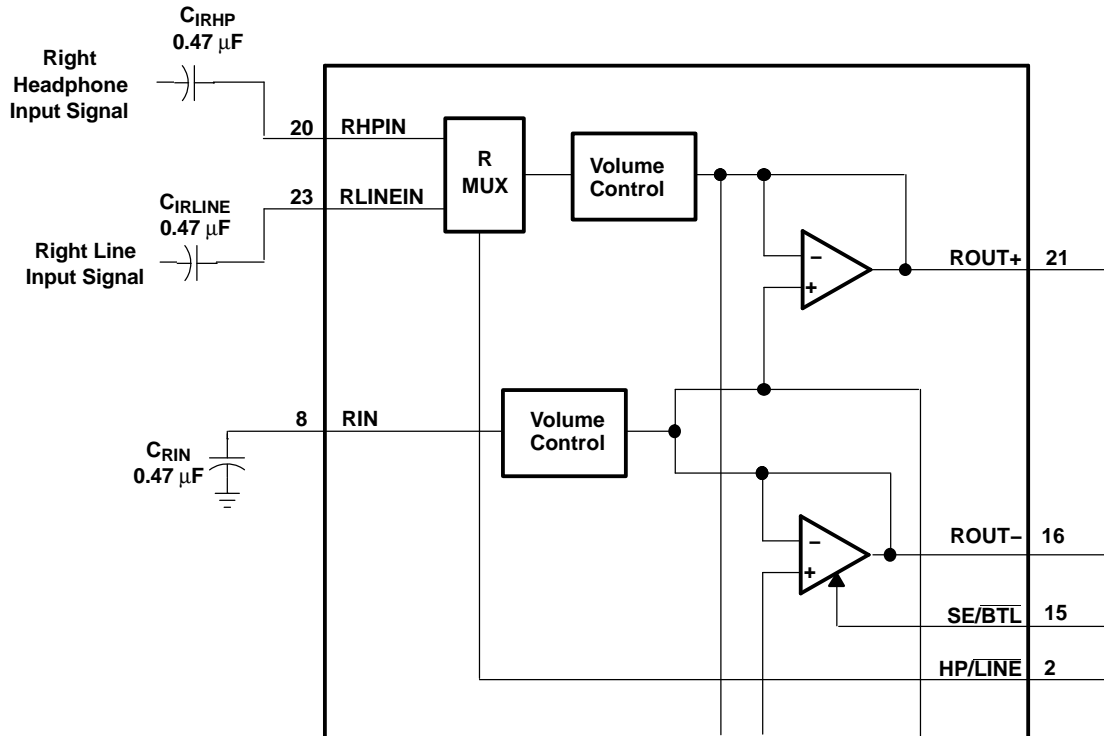 CIRHP
0.47 μF
Right
Headphone
Input Signal
20
RHPIN
R
MUX
Volume
Control
23
RLINEIN
CIRLINE
0.47 μF
Right Line
Input Signal
−
+
ROUT+
21
8
RIN
Volume
Control
CRIN
0.47 μF
−
+
ROUT−
16
SE/BTL
15
HP/LINE
2